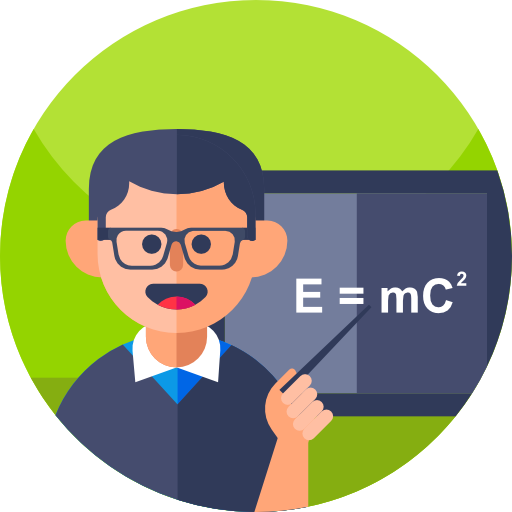 E = mC²